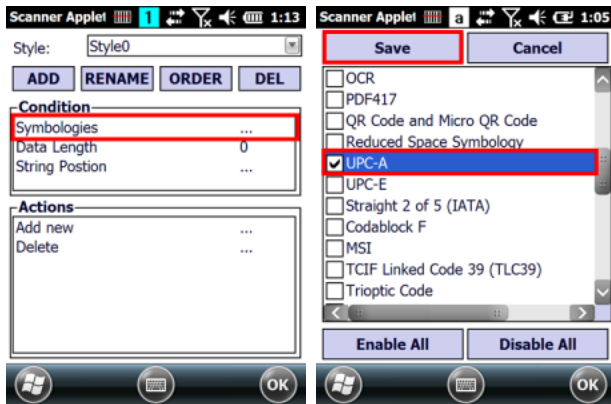 Scanner Applet 1 1:13
Style: Style0
ADD RENAME ORDER DEL
Condition
Symbologies ...
Data Length 0
String Postion ...
Actions
Add new ...
Delete ...
OK
Scanner Applet a 1:05
Save Cancel
OCR
PDF417
QR Code and Micro QR Code
Reduced Space Symbology
UPC-A
UPC-E
Straight 2 of 5 (IATA)
Codablock F
MSI
TCIF Linked Code 39 (TLC39)
Trioptic Code
Enable All Disable All
OK